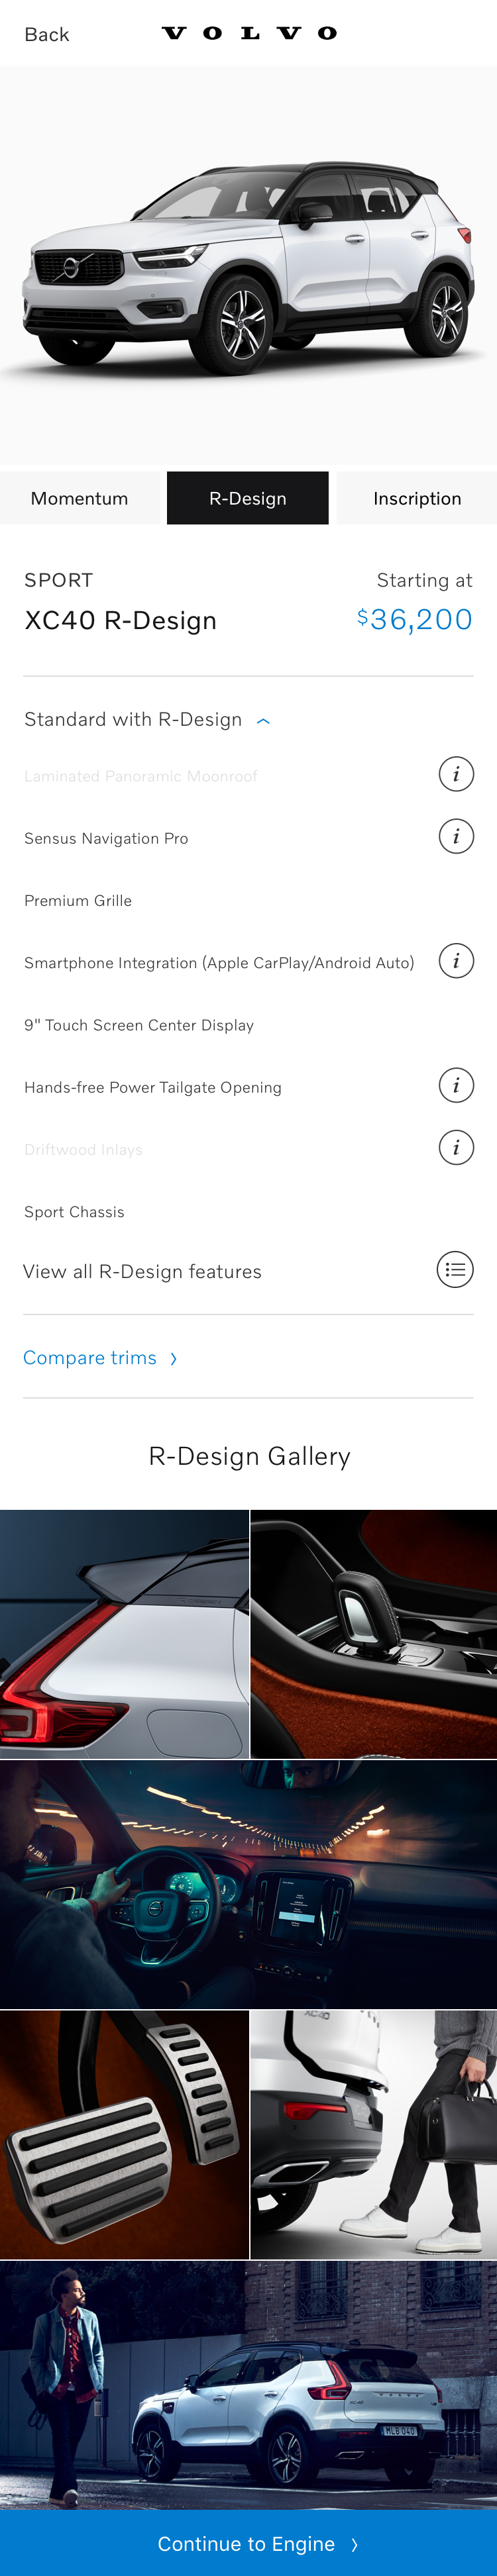 Back
VOLVO
Momentum
R-Design
Inscription
SPORT
Starting at
XC40 R-Design
$36,200
Standard with R-Design
Laminated Panoramic Moonroof
Sensus Navigation Pro
Premium Grille
Smartphone Integration (Apple CarPlay/Android Auto)
9" Touch Screen Center Display
Hands-free Power Tailgate Opening
Driftwood Inlays
Sport Chassis
View all R-Design features
Compare trims
R-Design Gallery
XC40
VOLVO
XC40
MLB 040
Continue to Engine